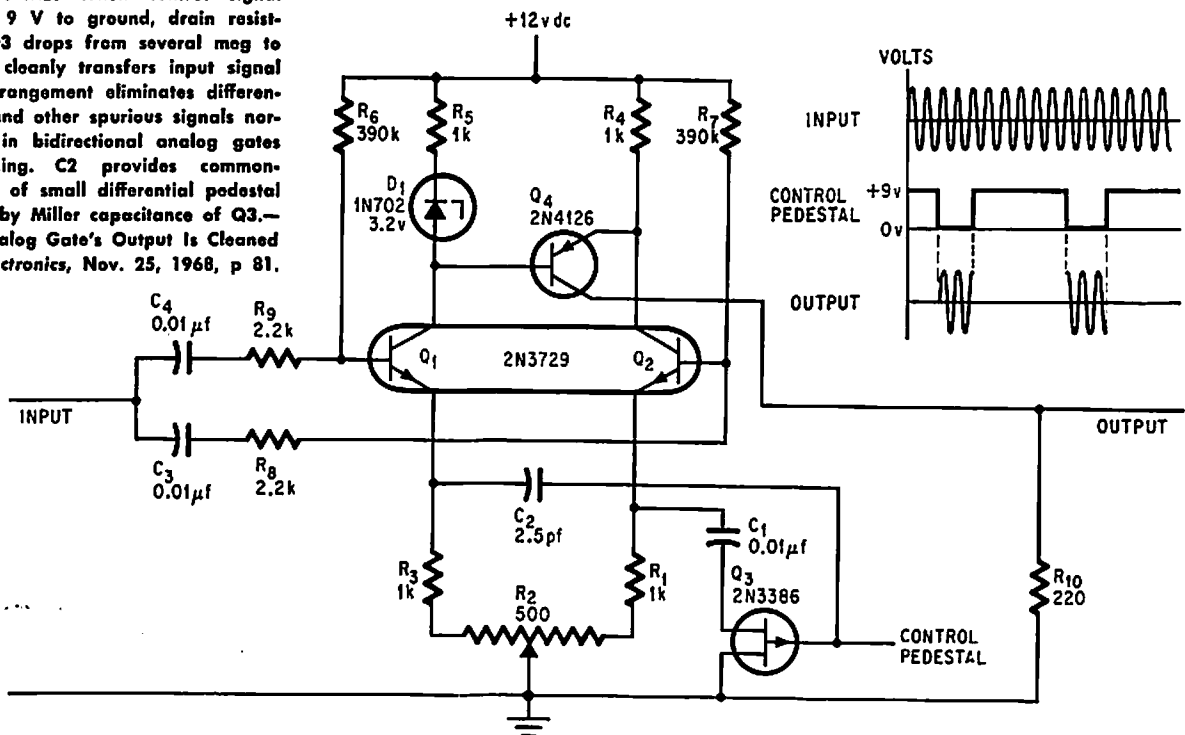 9 V to ground, drain resist-
3 drops from several meg to
cleanly transfers input signal
rangement eliminates differen-
and other spurious signals nor-
in bidirectional analog gates
ing. C2 provides common-
of small differential pedestal
by Miller capacitance of Q3.—
alog Gate's Output Is Cleaned
ctronics, Nov. 25, 1968, p 81.
+12v dc
R6
390k
R5
1k
R4
1k
R7
390k
D1
1N702
3.2v
Q4
2N4126
C4
0.01 μf
R9
2.2k
Q1
2N3729
Q2
INPUT
C3
0.01μf
R8
2.2k
C2
2.5pf
C1
0.01μf
R3
1k
R2
500
R1
1k
Q3
2N3386
CONTROL
PEDESTAL
R10
220
OUTPUT
VOLTS
INPUT
CONTROL
PEDESTAL
+9v
0v
OUTPUT